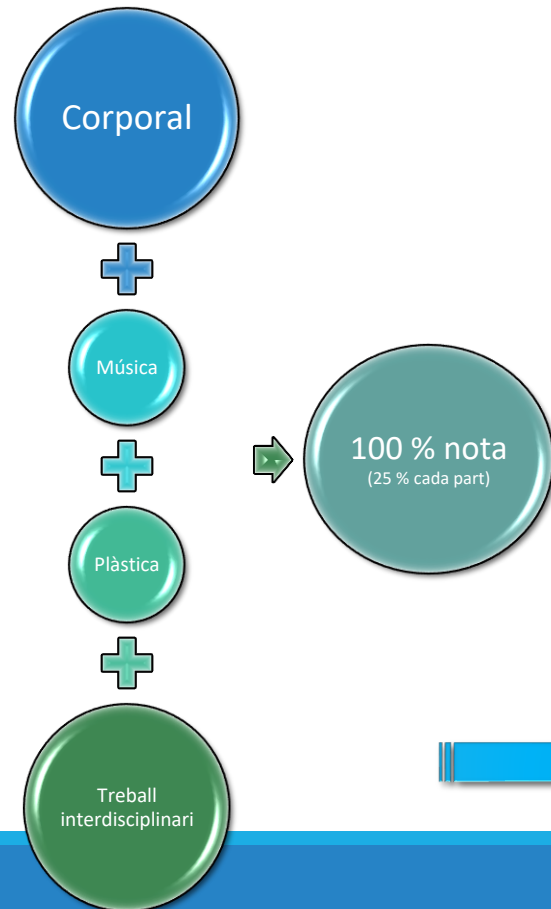 Corporal
Música
Plàstica
Treball
interdisciplinari
100 % nota
(25 % cada part)